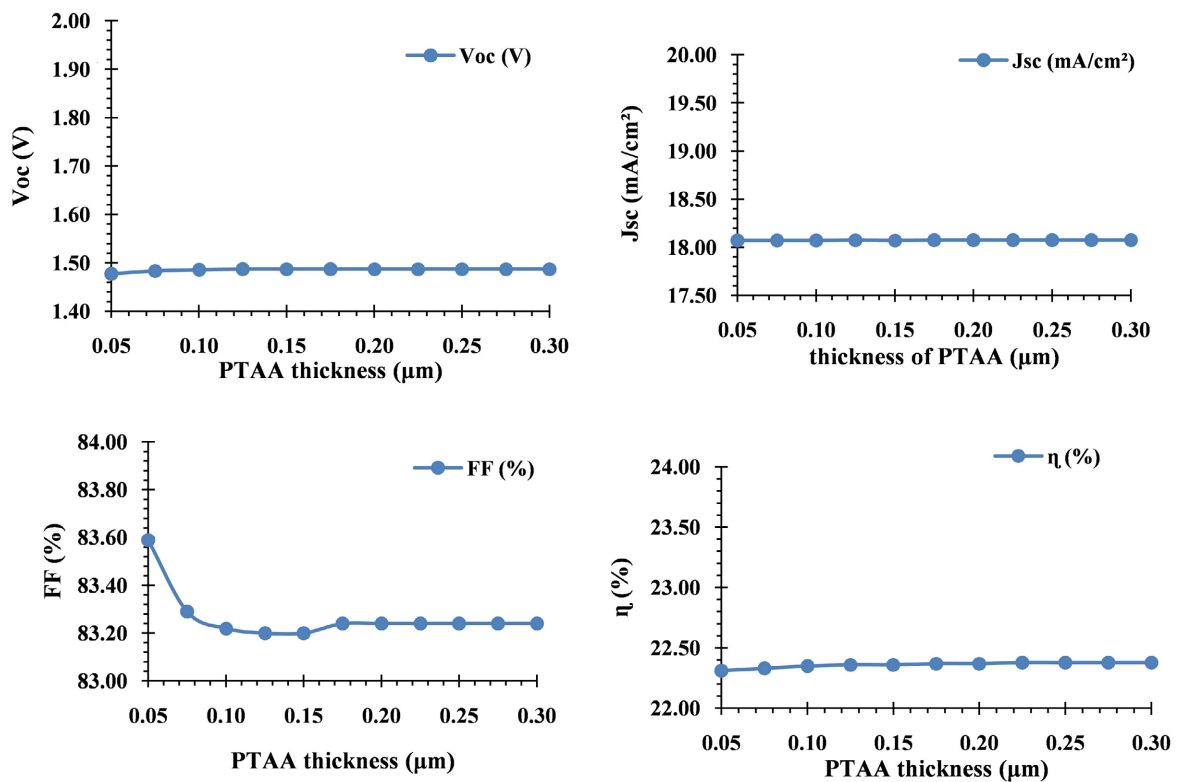 2.00
1.90
1.80
1.70
1.60
1.50
1.40
Voc (V)
Voc (V)
0.05 0.10 0.15 0.20 0.25 0.30
PTAA thickness (µm)
20.00
19.50
19.00
18.50
18.00
17.50
Jsc (mA/cm²)
Jsc (mA/cm²)
0.05 0.10 0.15 0.20 0.25 0.30
thickness of PTAA (µm)
84.00
83.80
83.60
83.40
83.20
83.00
FF (%)
FF (%)
0.05 0.10 0.15 0.20 0.25 0.30
PTAA thickness (µm)
24.00
23.50
23.00
22.50
22.00
η (%)
η (%)
0.05 0.10 0.15 0.20 0.25 0.30
PTAA thickness (µm)